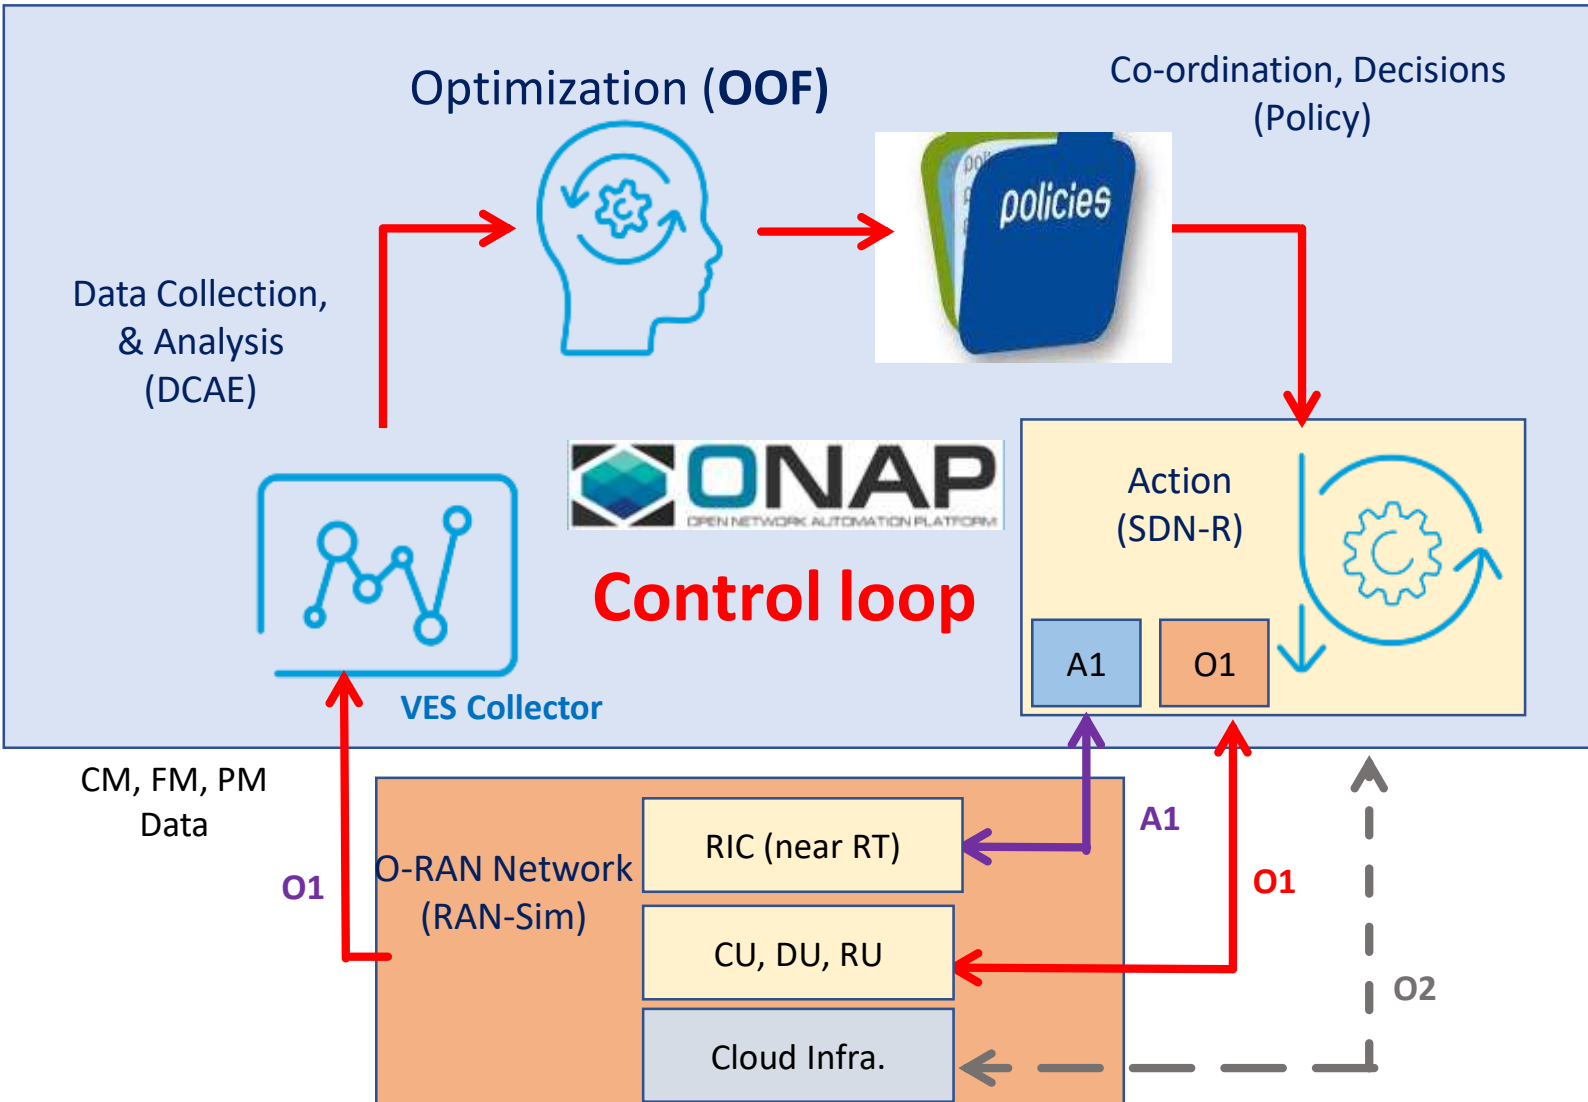 Optimization (OOF)
Co-ordination, Decisions
(Policy)
policies
Data Collection,
& Analysis
(DCAE)
ONAP
OPEN NETWORK AUTOMATION PLATFORM
Control loop
Action
(SDN-R)
A1
O1
VES Collector
CM, FM, PM
Data
O1
O-RAN Network
(RAN-Sim)
RIC (near RT)
CU, DU, RU
Cloud Infra.
A1
O1
O2